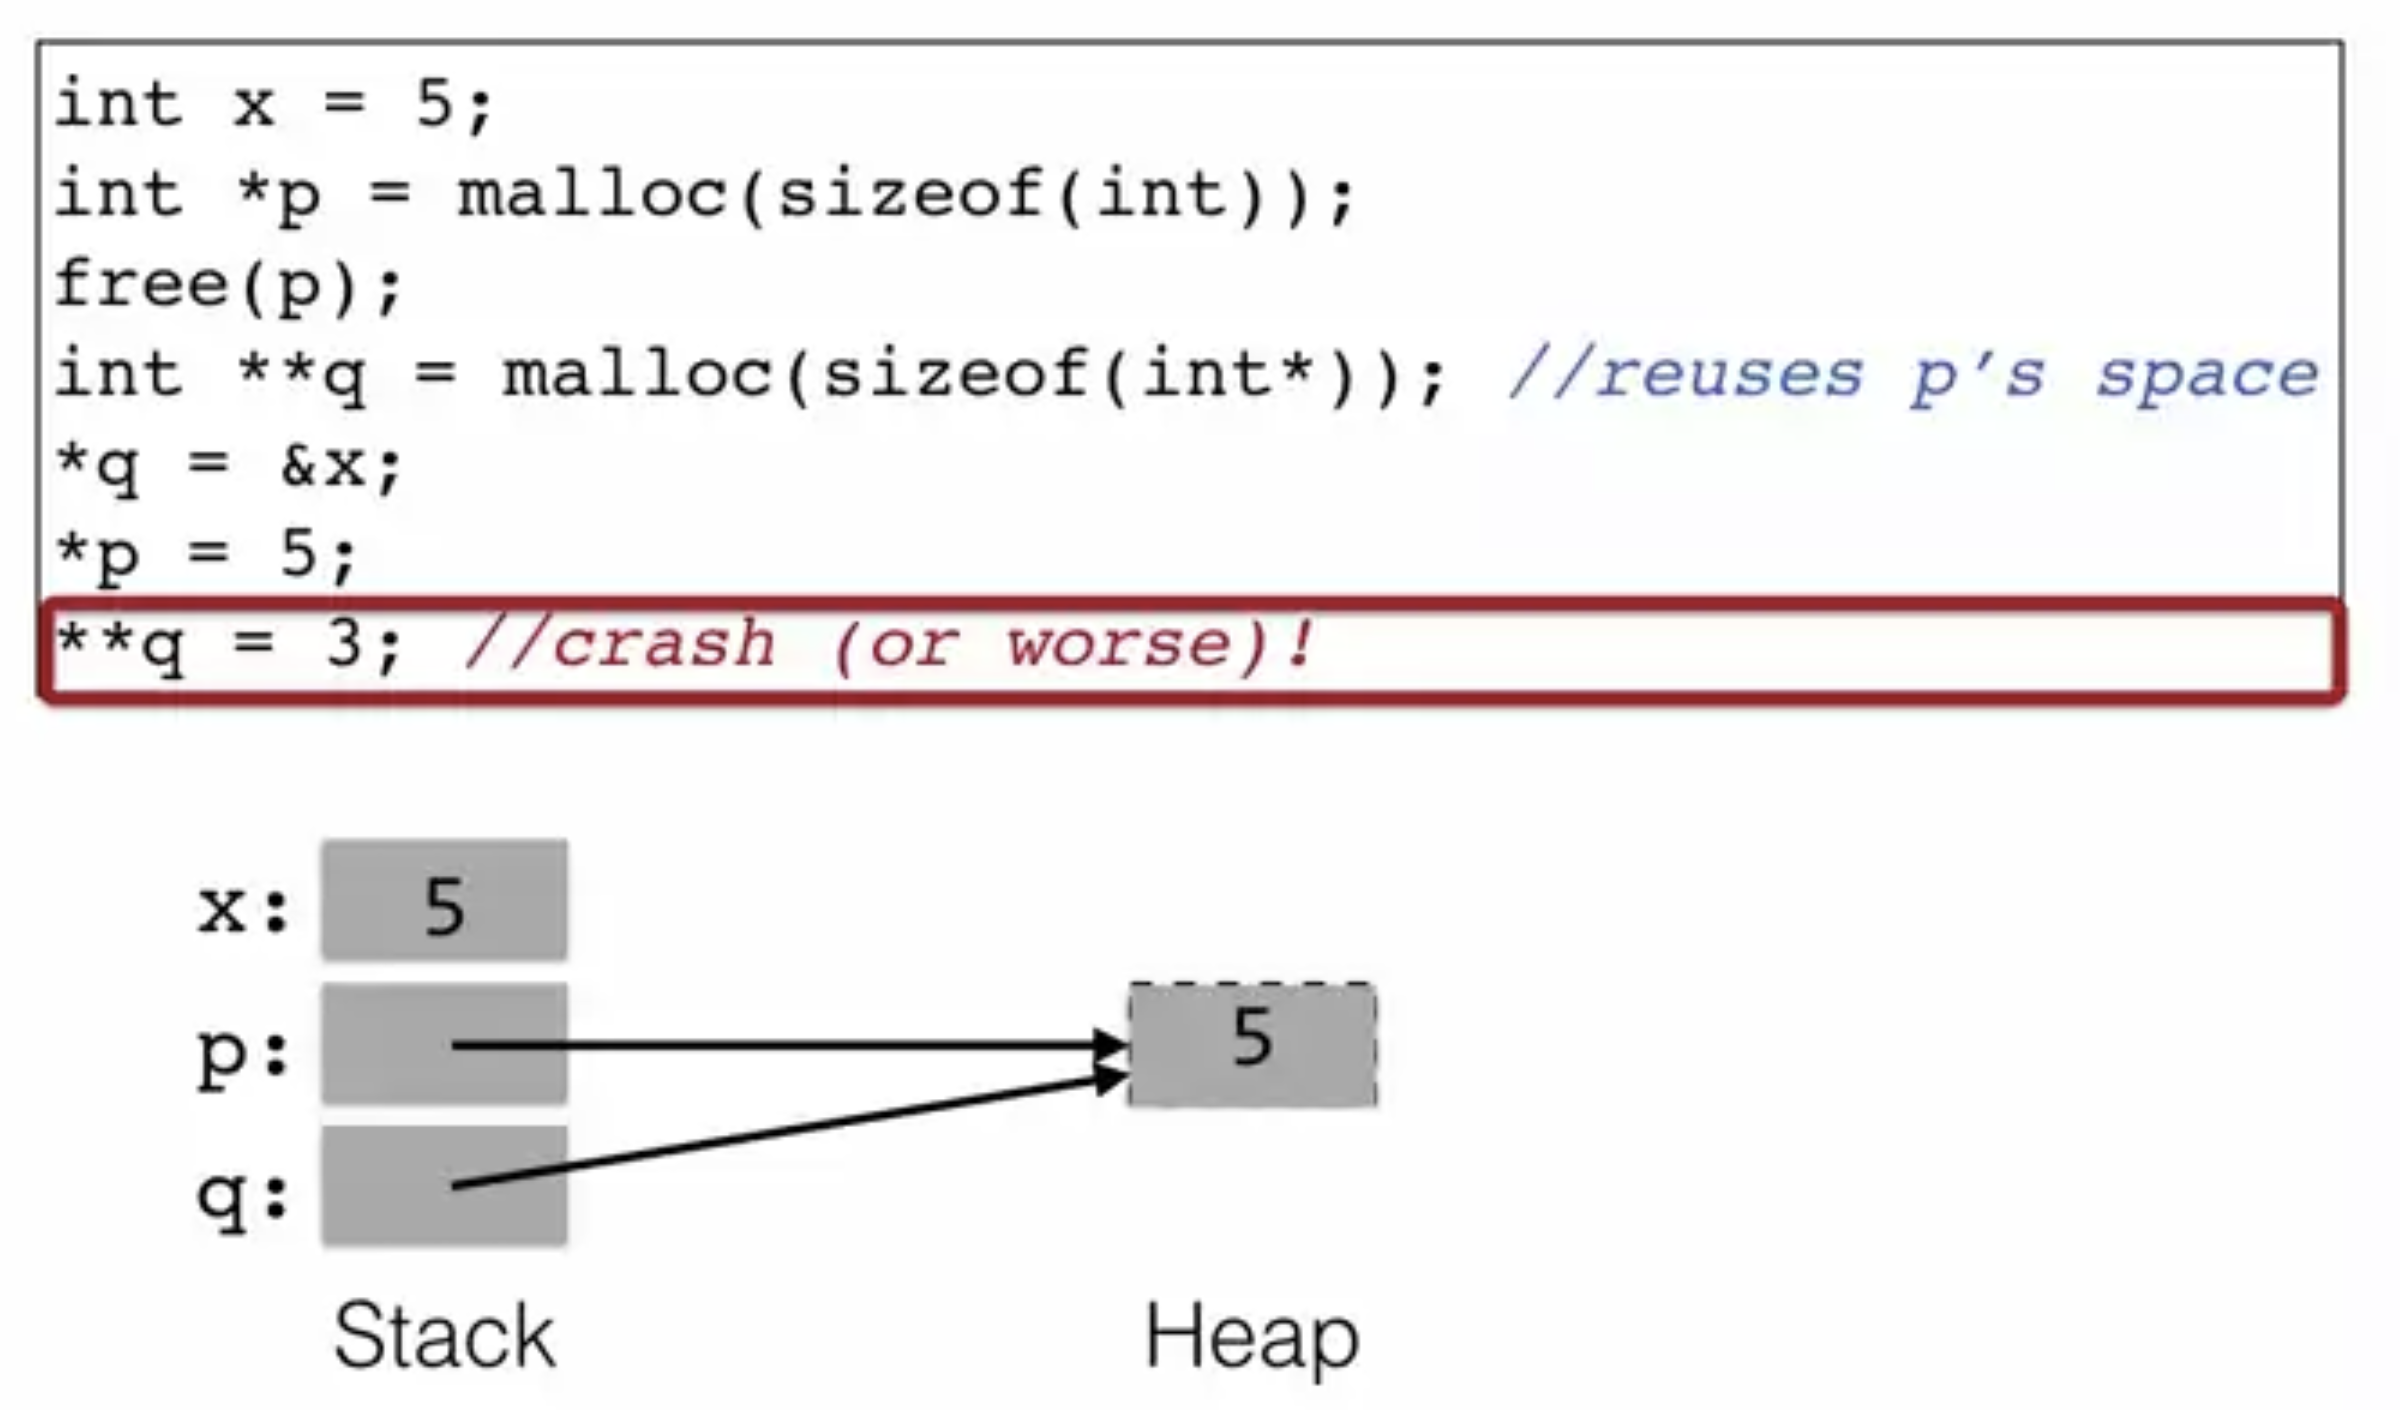 int x = 5;
int *p = malloc(sizeof(int));
free(p);
int **q = malloc(sizeof(int*)); //reuses p’s space
*q = &x;
*p = 5;
**q = 3; //crash (or worse)!
x: 5
p: 5
q:
Stack Heap